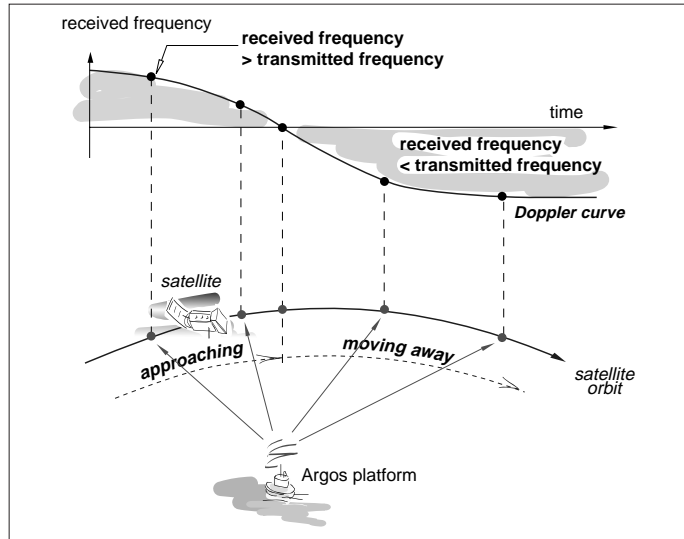 received frequency
received frequency
> transmitted frequency
time
received frequency
< transmitted frequency
Doppler curve
satellite
approaching
moving away
satellite
orbit
Argos platform